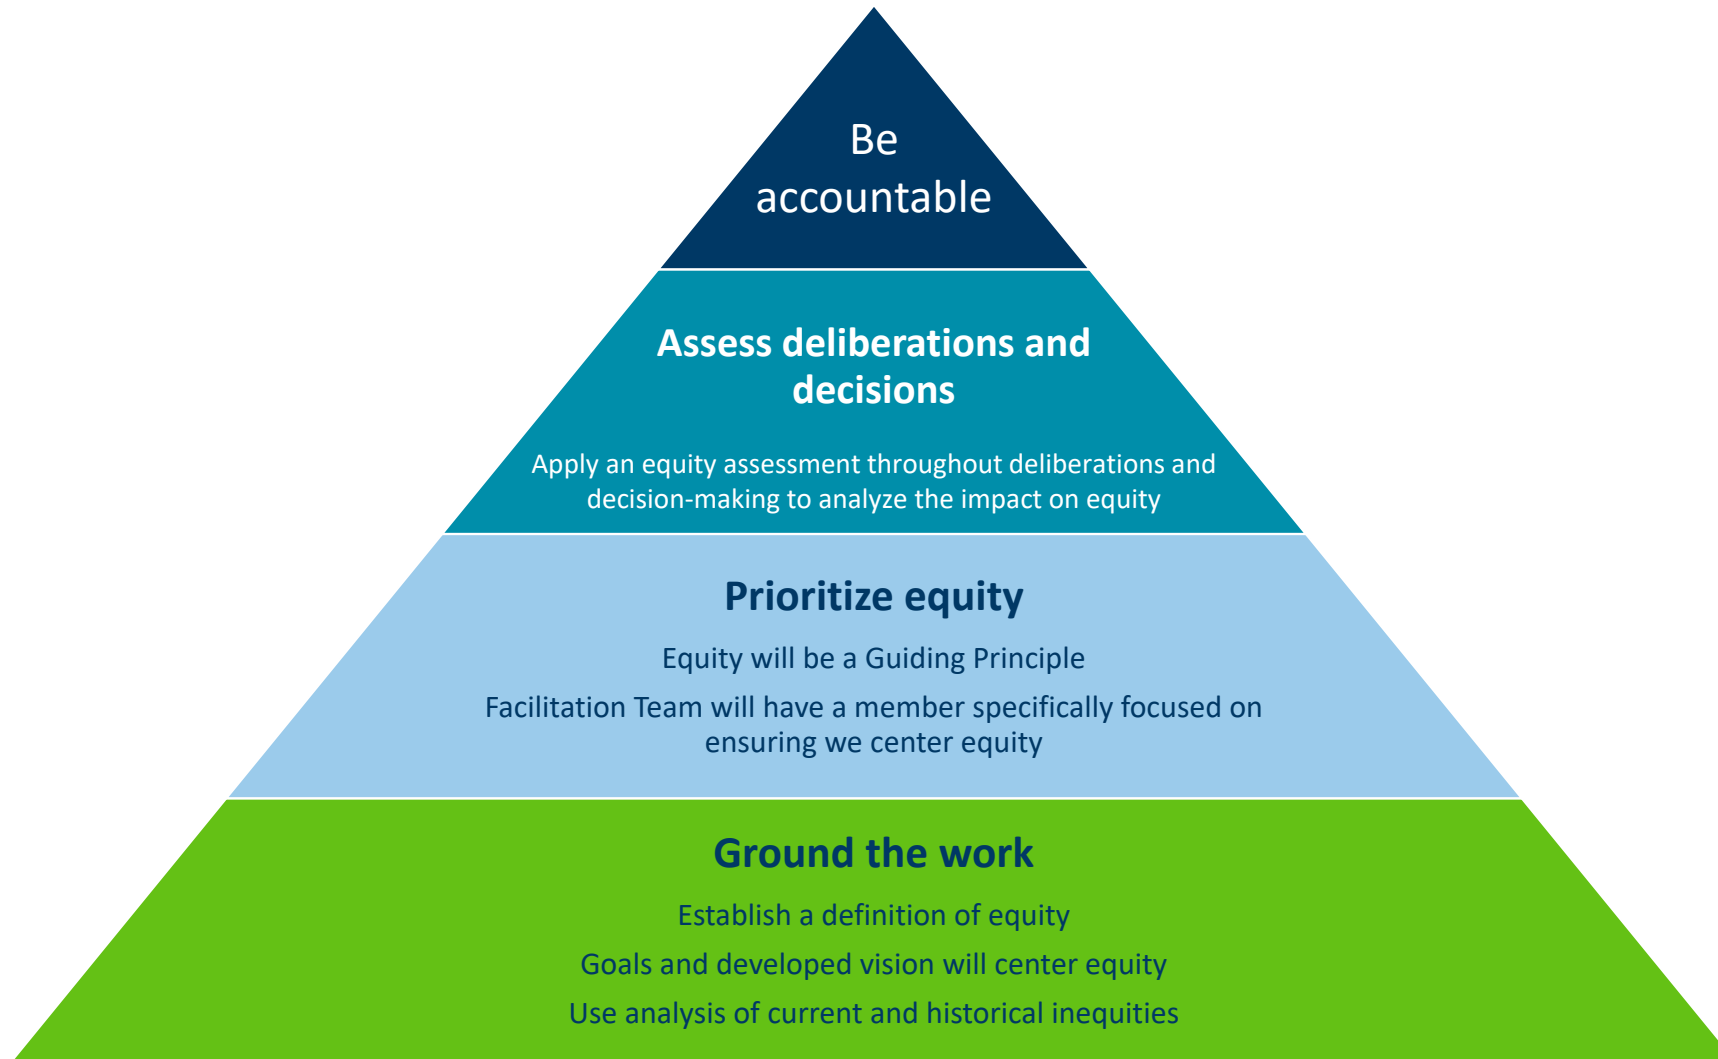 Be
accountable
Assess deliberations and
decisions
Apply an equity assessment throughout deliberations and
decision-making to analyze the impact on equity
Prioritize equity
Equity will be a Guiding Principle
Facilitation Team will have a member specifically focused on
ensuring we center equity
Ground the work
Establish a definition of equity
Goals and developed vision will center equity
Use analysis of current and historical inequities